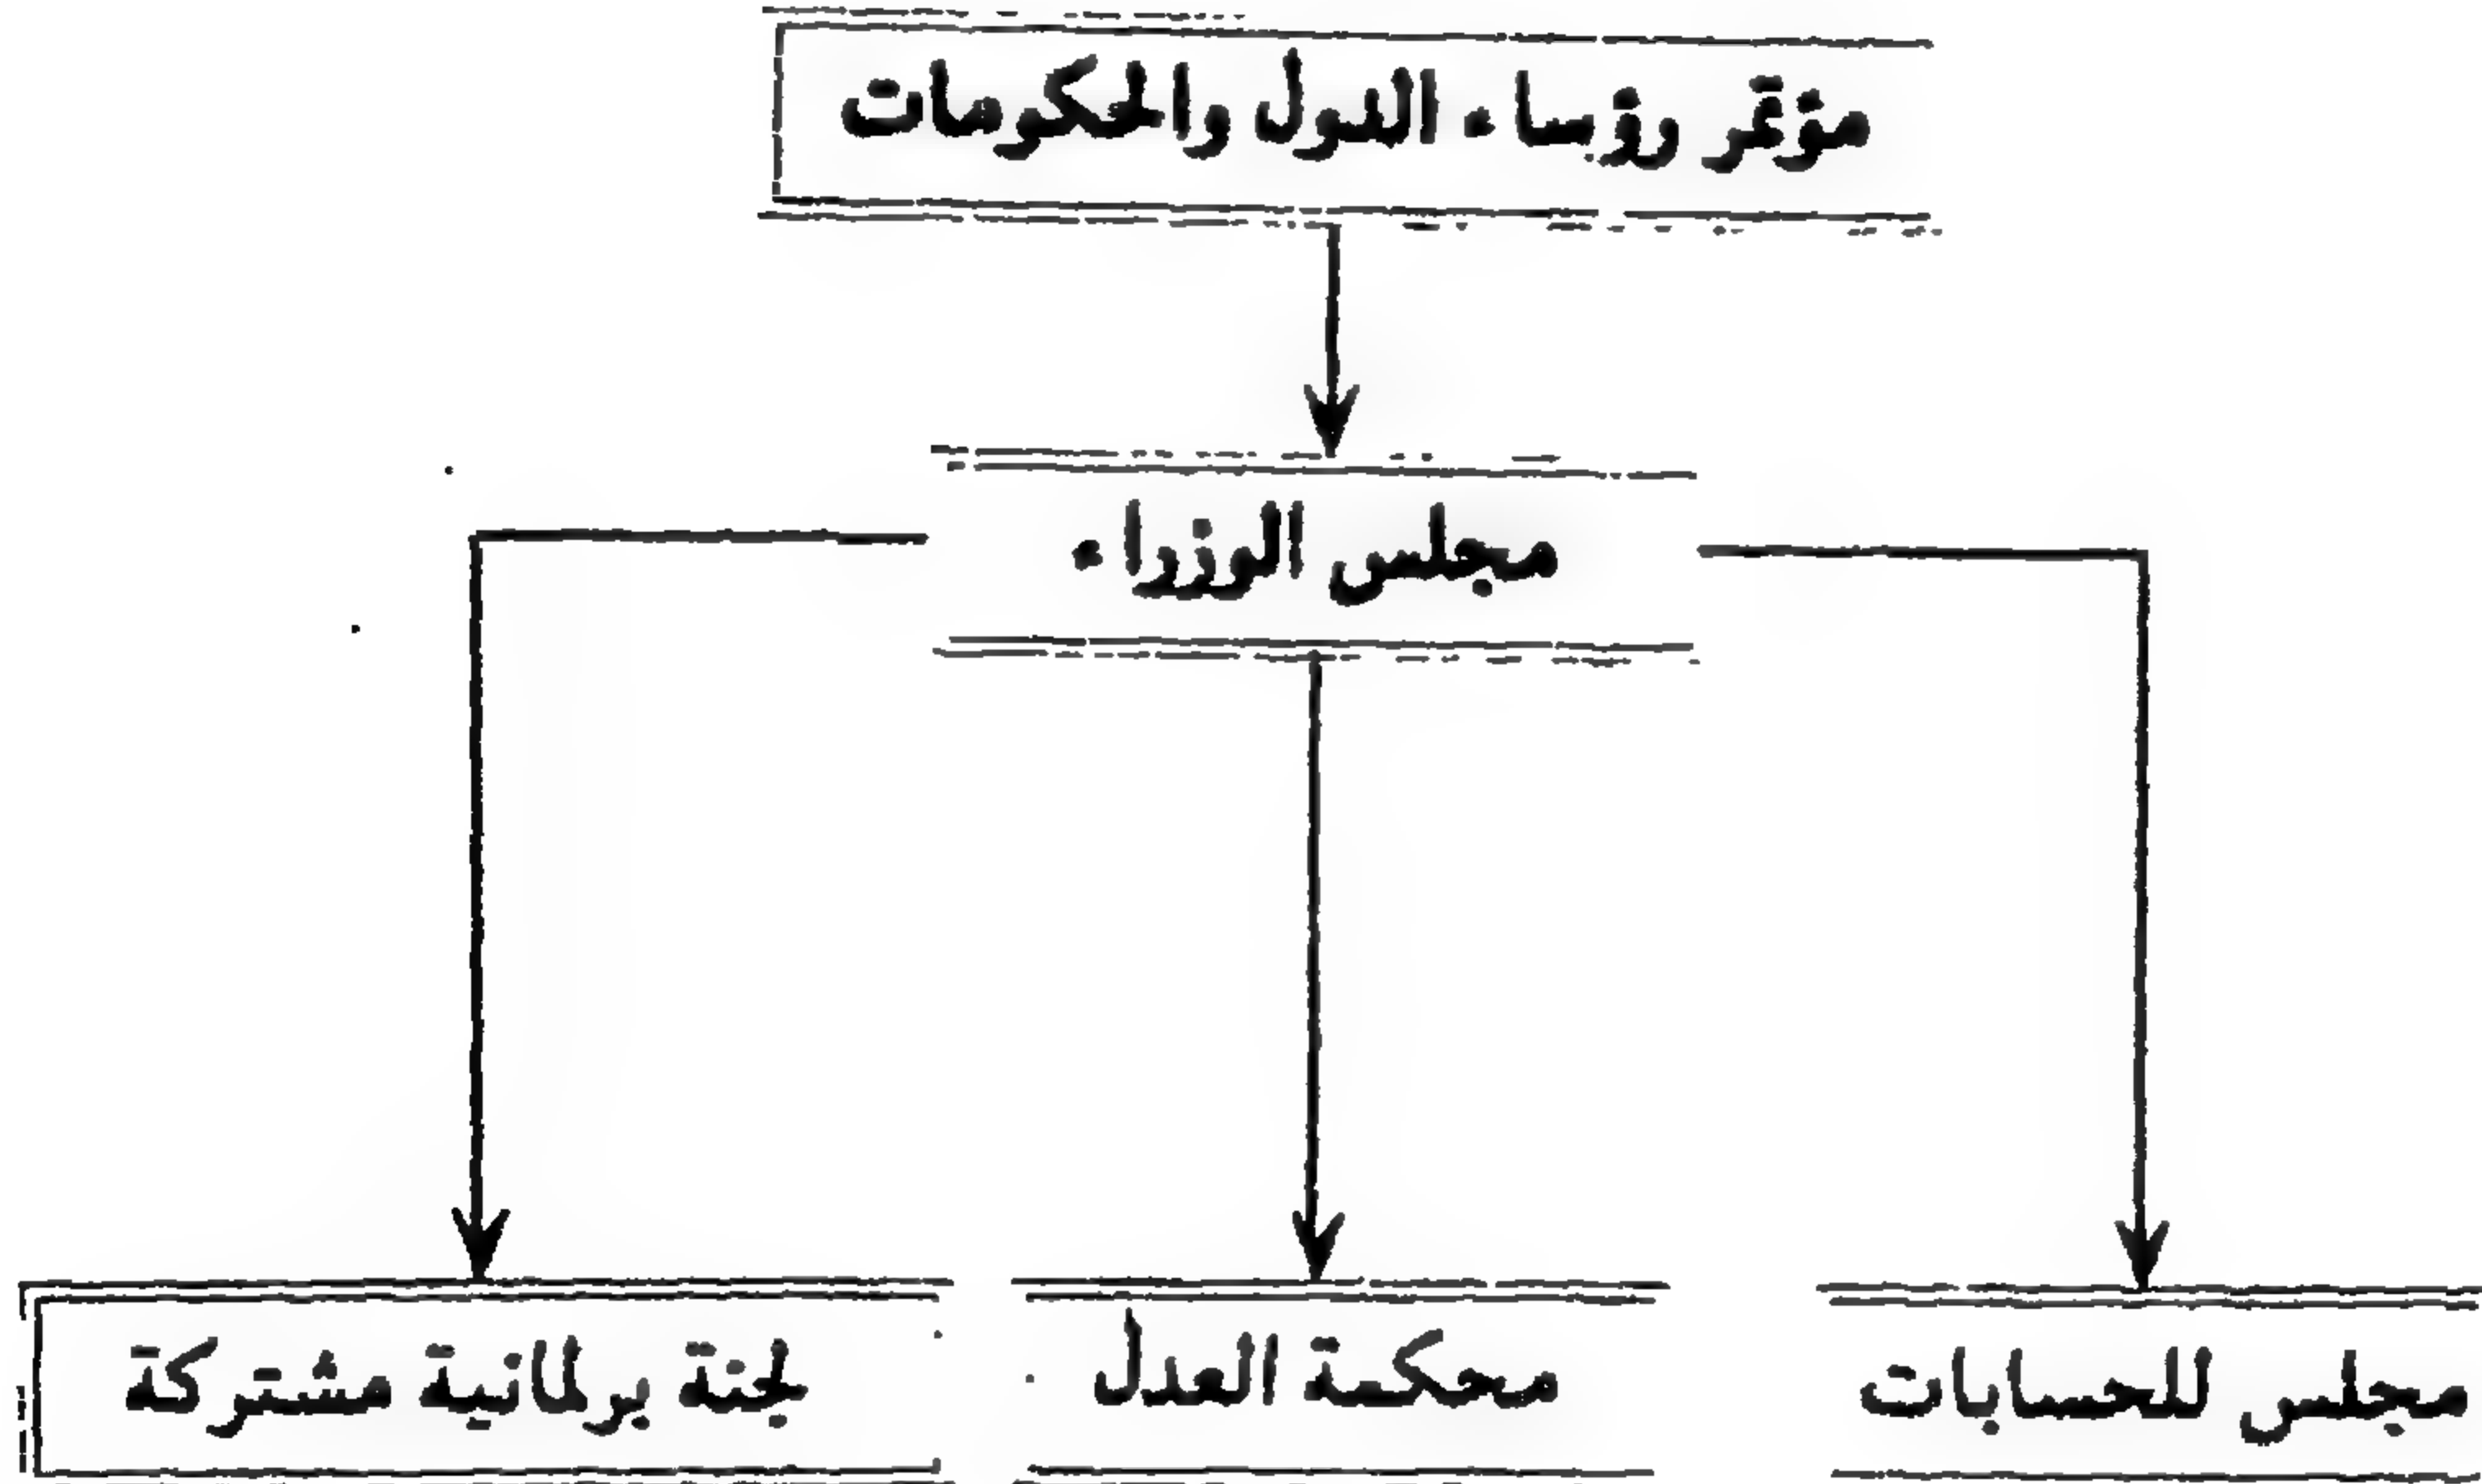 مؤتمر رؤساء الدول والحكومات
مجلس الوزراء
مجلس للحسابات
محكمة العدل
لجنة برلمانية مشتركة